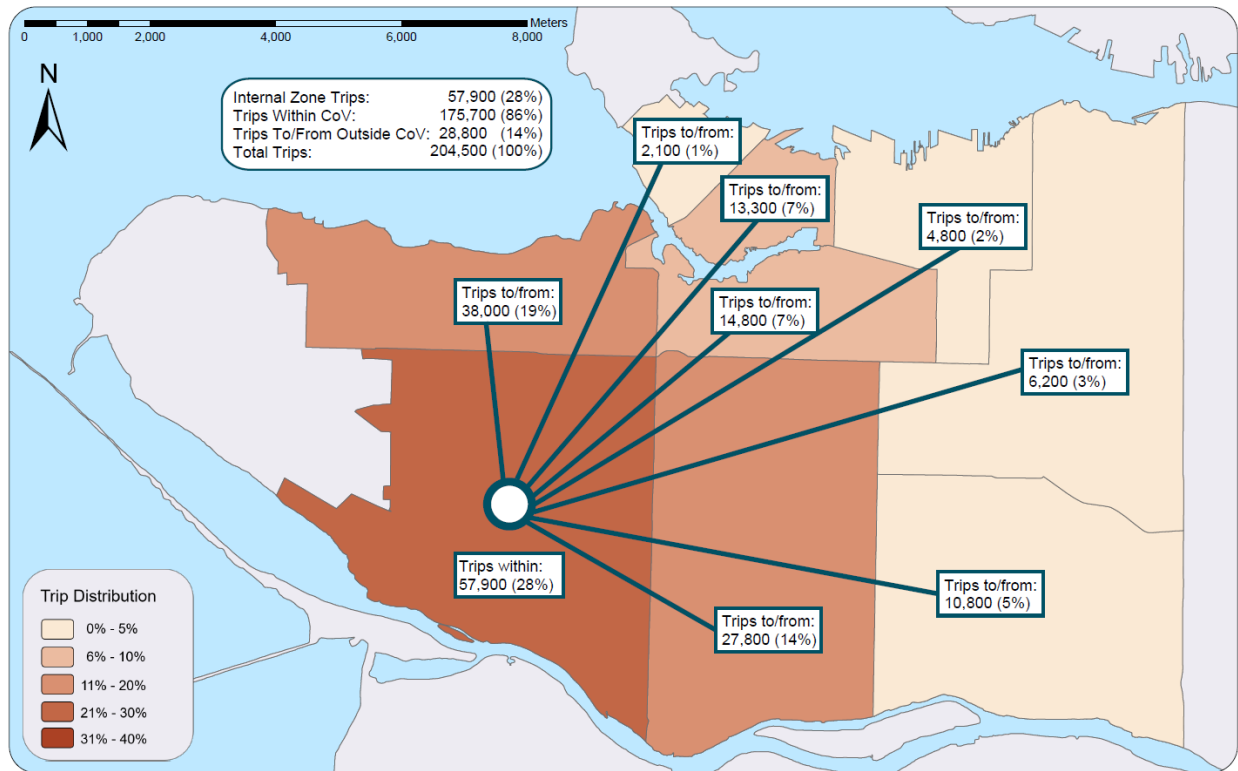 Meters
0 1,000 2,000 4,000 6,000 8,000
N
Internal Zone Trips: 57,900 (28%)
Trips Within CoV: 175,700 (86%)
Trips To/From Outside CoV: 28,800 (14%)
Total Trips: 204,500 (100%)
Trips to/from:
2,100 (1%)
Trips to/from:
13,300 (7%)
Trips to/from:
4,800 (2%)
Trips to/from:
38,000 (19%)
Trips to/from:
14,800 (7%)
Trips to/from:
6,200 (3%)
Trips within:
57,900 (28%)
Trips to/from:
10,800 (5%)
Trips to/from:
27,800 (14%)
Trip Distribution
0% - 5%
6% - 10%
11% - 20%
21% - 30%
31% - 40%